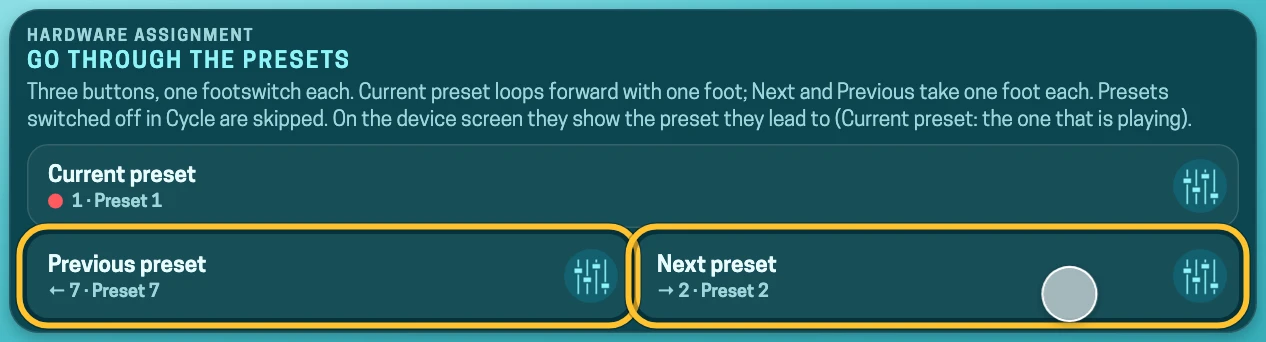 HARDWARE ASSIGNMENT
GO THROUGH THE PRESETS
Three buttons, one footswitch each. Current preset loops forward with one foot; Next and Previous take one foot each. Presets
switched off in Cycle are skipped. On the device screen they show the preset they lead to (Current preset: the one that is playing).
Current preset
1 · Preset 1
Previous preset
← 7 · Preset 7
Next preset
→ 2 · Preset 2